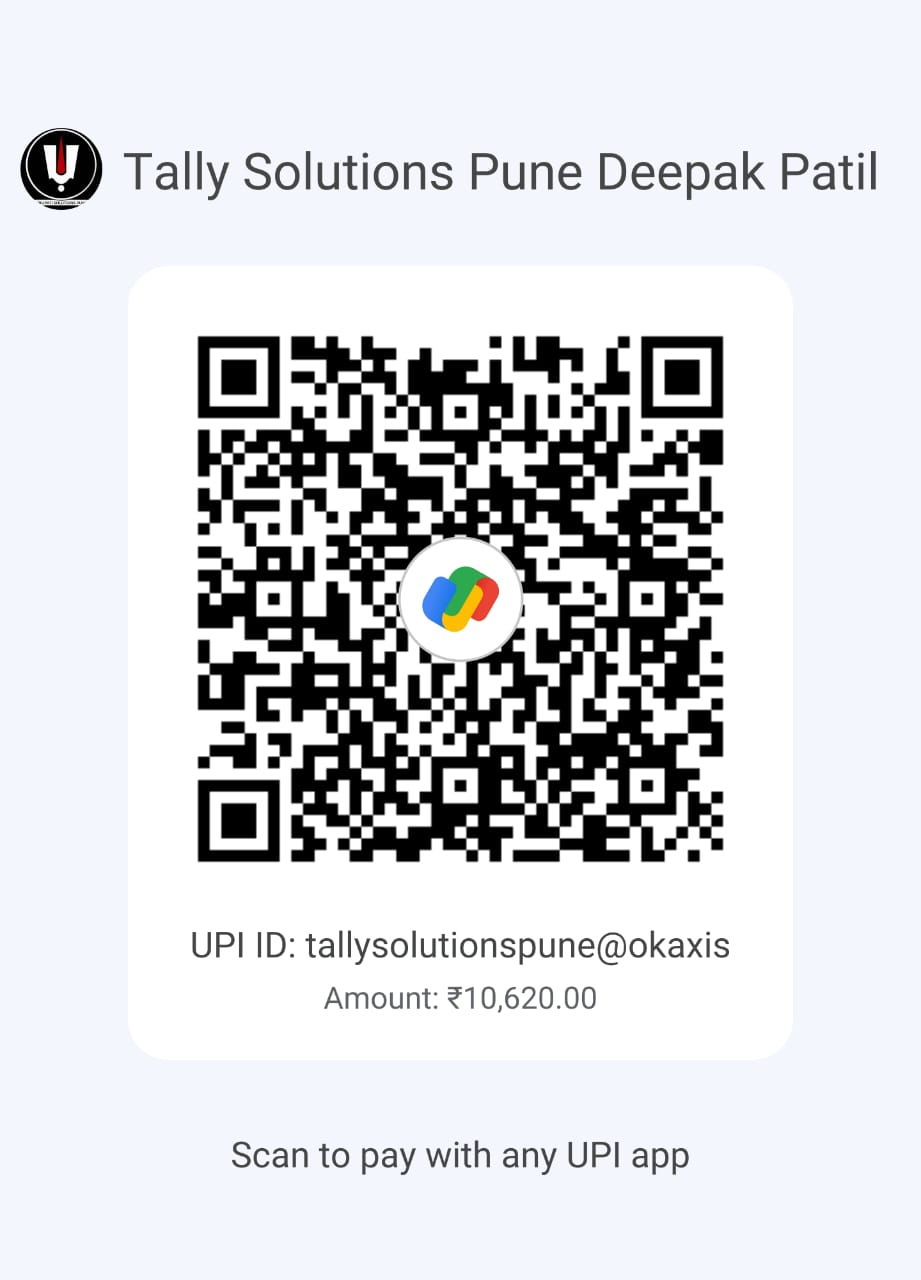 Tally Solutions Pune Deepak Patil
UPI ID: tallysolutionspune@okaxis
Amount: ₹10,620.00
Scan to pay with any UPI app